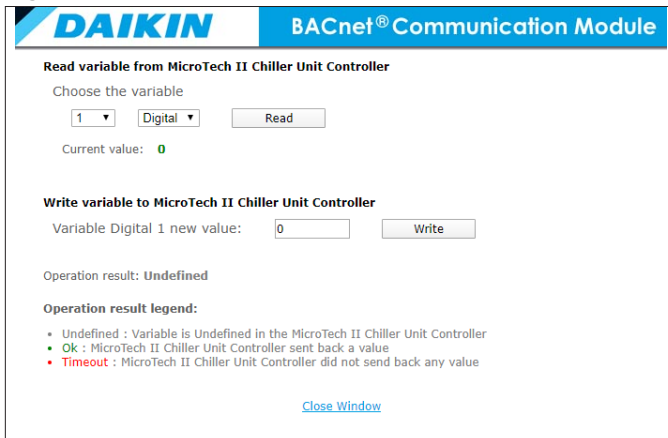 DAIKIN
BACnet® Communication Module
Read variable from MicroTech II Chiller Unit Controller
Choose the variable
1 Digital Read
Current value: 0
Write variable to MicroTech II Chiller Unit Controller
Variable Digital 1 new value: 0 Write
Operation result: Undefined
Operation result legend:
• Undefined : Variable is Undefined in the MicroTech II Chiller Unit Controller
• Ok : MicroTech II Chiller Unit Controller sent back a value
• Timeout : MicroTech II Chiller Unit Controller did not send back any value
Close Window